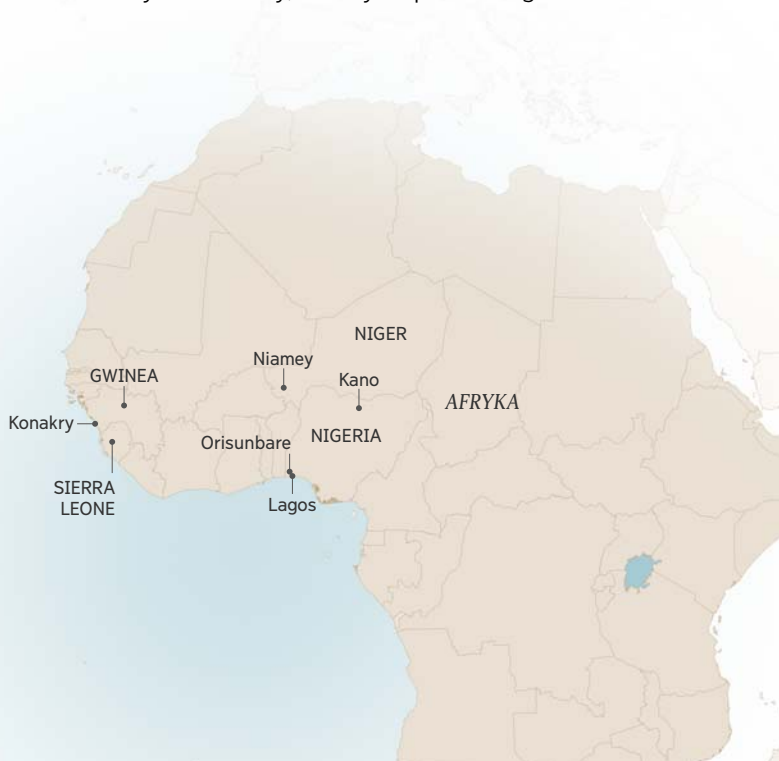 NIGER
Niamey
GWINEA
Kano
AFRYKA
Konakry
Orisunbare
NIGERIA
SIERRA
LEONE
Lagos